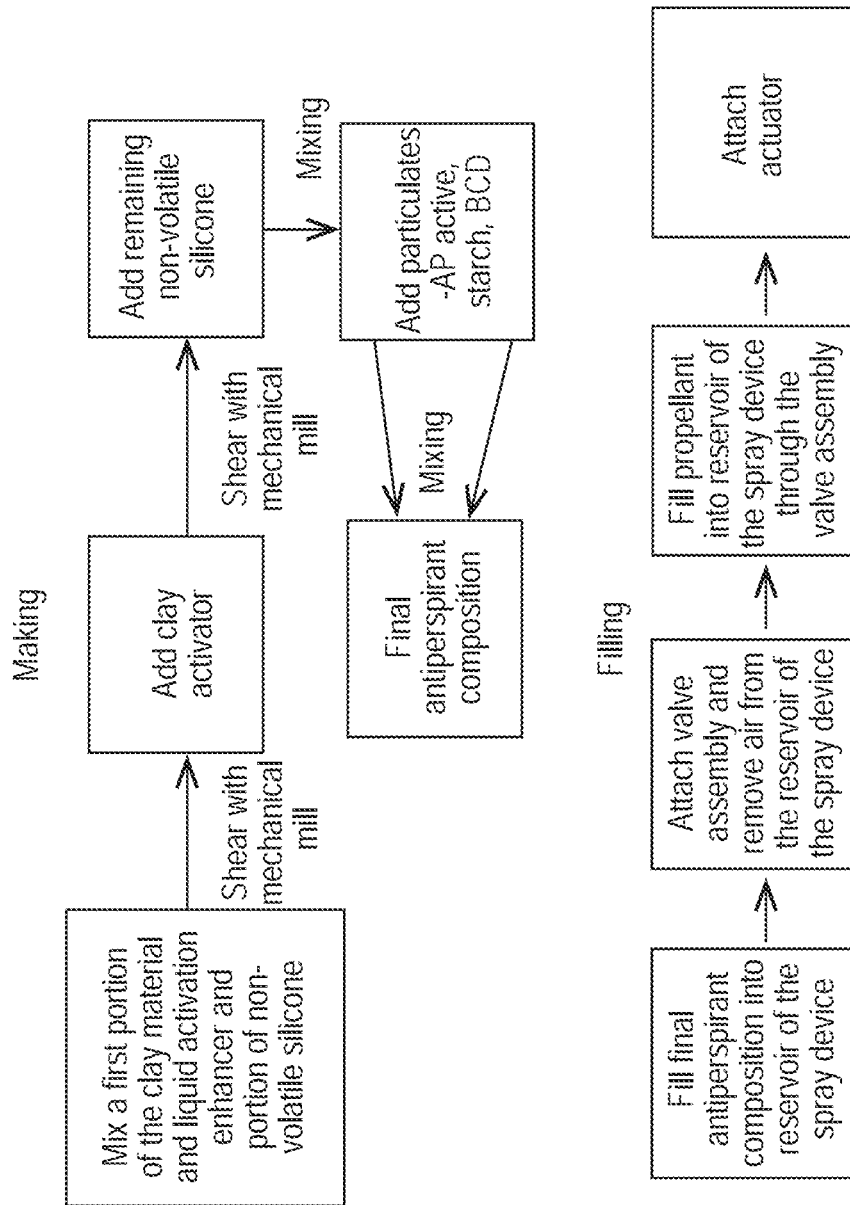 Making
Mix a first portion
of the clay material
and liquid activation
enhancer and
portion of non-
volatile silicone
Shear with
mechanical
mill
Add clay
activator
Shear with
mechanical
mill
Add remaining
non-volatile
silicone
Mixing
Add particulates
-AP active,
starch, BCD
Mixing
Final
antiperspirant
composition
Filling
Fill final
antiperspirant
composition into
reservoir of the
spray device
Attach valve
assembly and
remove air from
the reservoir of
the spray device
Fill propellant
into reservoir of
the spray device
through the
valve assembly
Attach
actuator